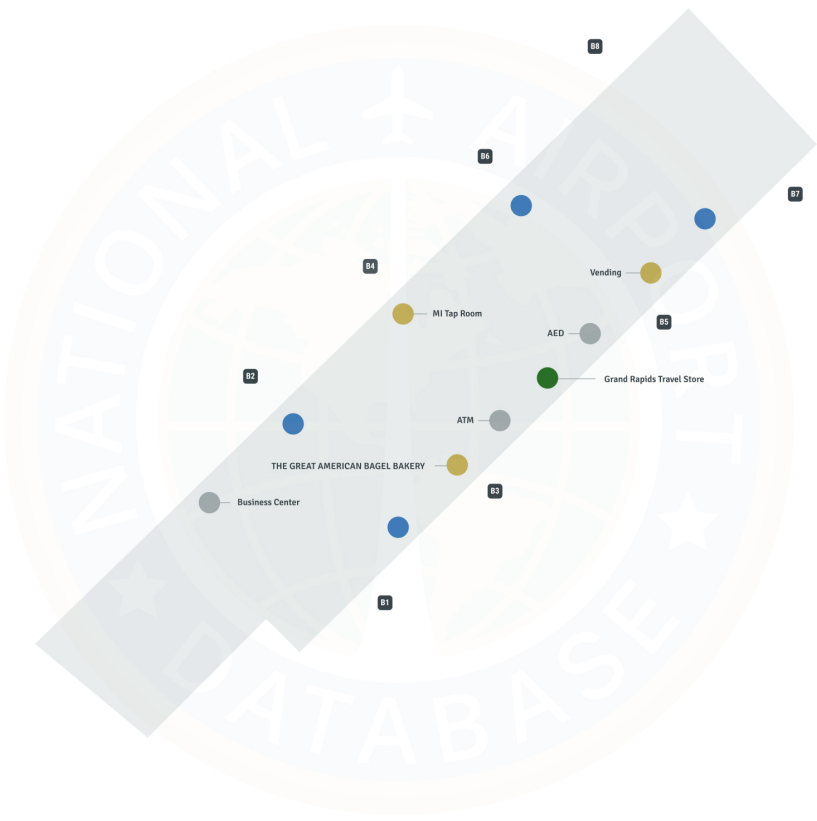 B8
B6
B7
B4
Vending
MI Tap Room
B5
AED
B2
Grand Rapids Travel Store
ATM
THE GREAT AMERICAN BAGEL BAKERY
B3
Business Center
B1
NATIONAL AIRPORT
DATABASE